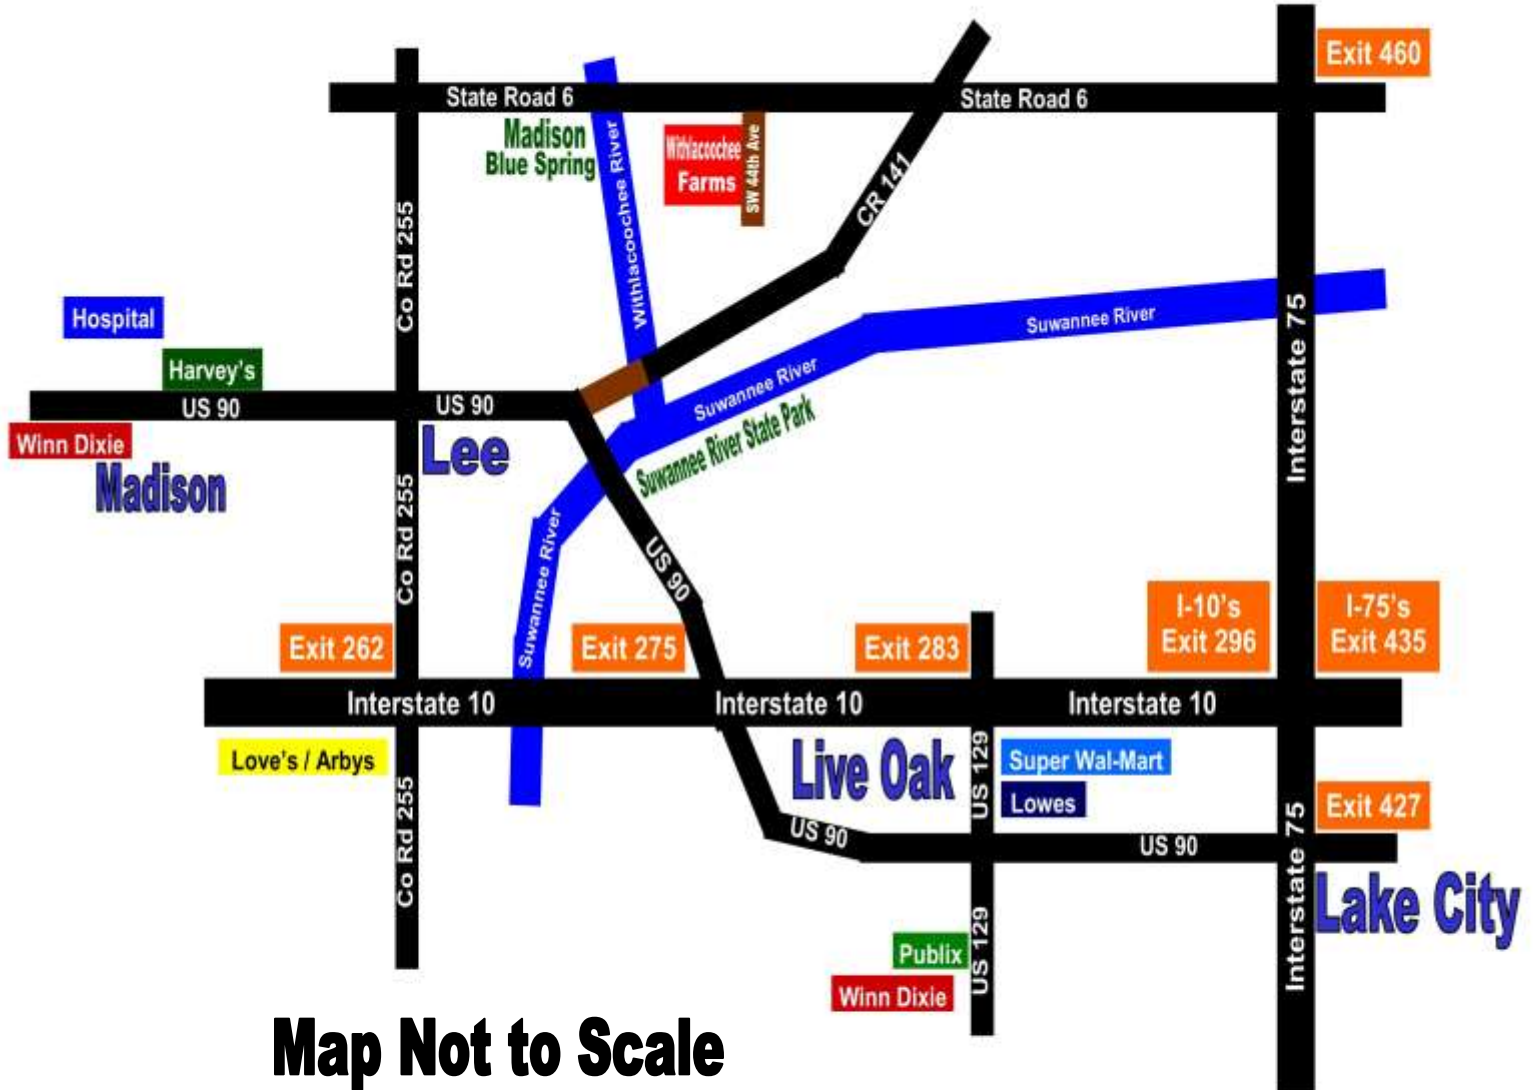 Exit 460
State Road 6
State Road 6
Madison
Blue Spring
Withlacoochee River
Withlacoochee
Farms
SW 44th Ave
CR 141
Co Rd 255
Suwannee River
Interstate 75
Hospital
Harvey's
US 90
US 90
Winn Dixie
Madison
Lee
Suwannee River
Suwannee River State Park
Co Rd 255
Suwannee River
US 90
Exit 262
Exit 275
Exit 283
I-10's
Exit 296
I-75's
Exit 435
Interstate 10
Interstate 10
Interstate 10
Love's / Arbys
Live Oak
US 129
Super Wal-Mart
Lowes
Exit 427
Co Rd 255
US 90
US 90
Interstate 75
Lake City
Publix
US 129
Winn Dixie
Map Not to Scale